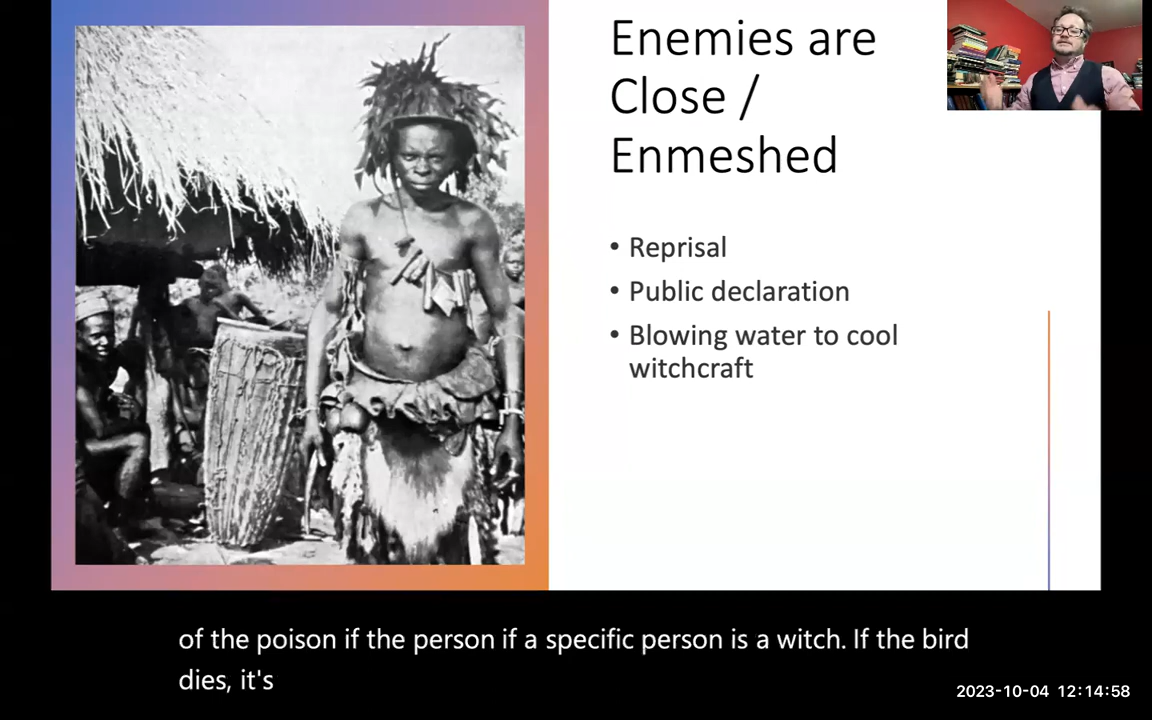 Enemies are
Close /
Enmeshed
• Reprisal
• Public declaration
• Blowing water to cool
witchcraft
of the poison if the person if a specific person is a witch. If the bird
dies, it's
2023-10-04 12:14:58